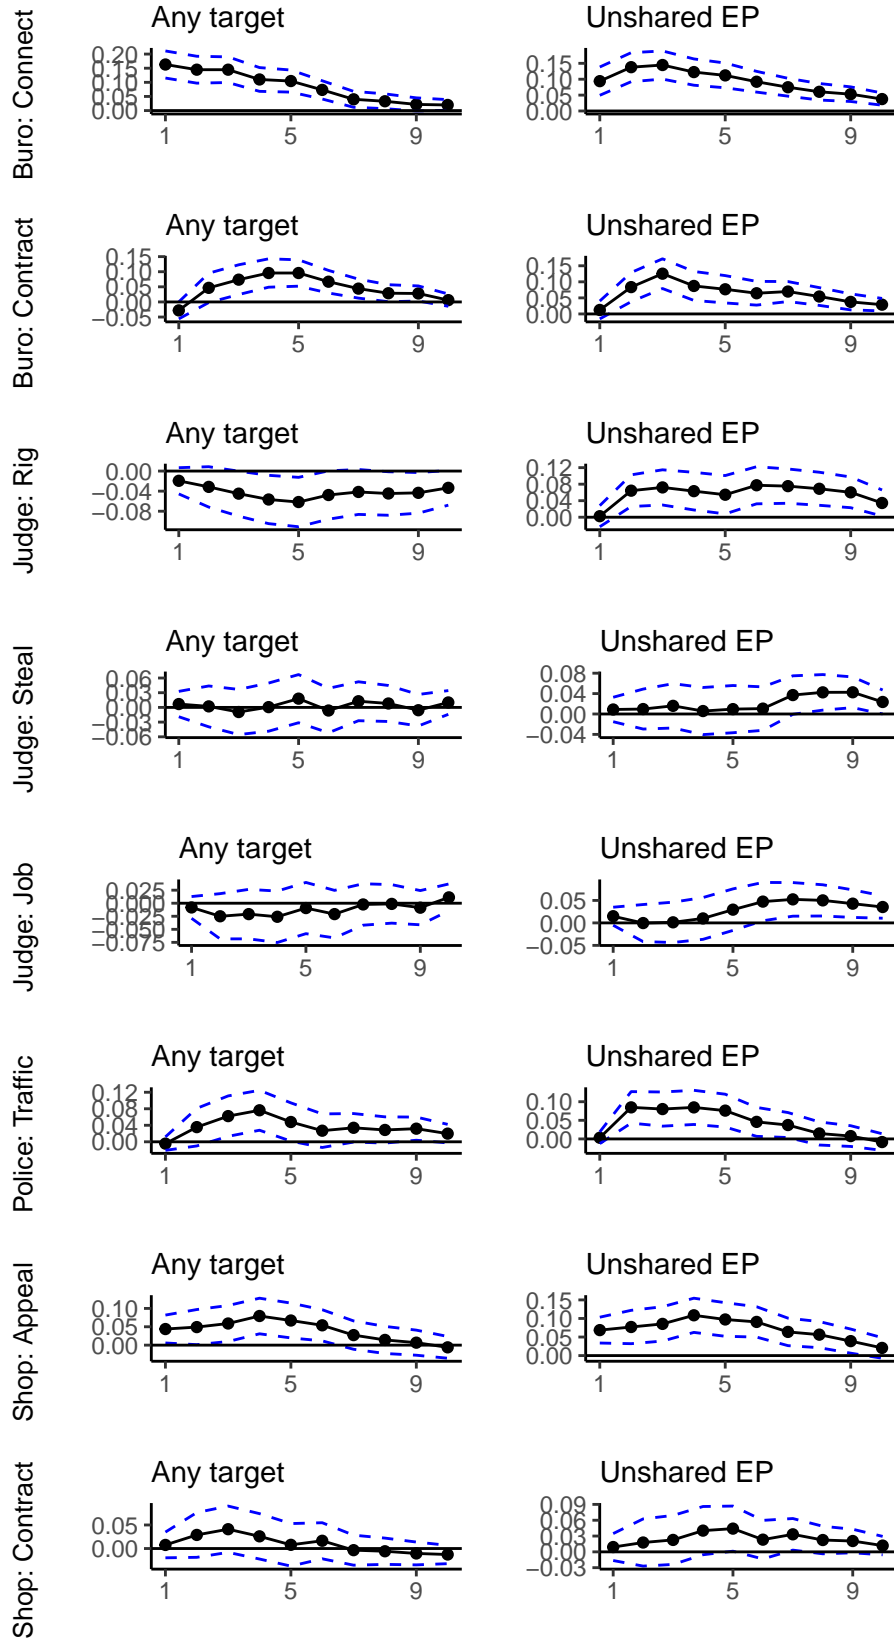 Any target
Unshared EP
Buro: Connect
0.20
0.15
0.10
0.05
0.00
1 5 9
0.15
0.10
0.05
0.00
1 5 9
Any target
Unshared EP
Buro: Contract
0.15
0.10
0.05
0.00
−0.05
1 5 9
0.15
0.10
0.05
0.00
1 5 9
Any target
Unshared EP
Judge: Rig
0.00
−0.04
−0.08
1 5 9
0.12
0.08
0.04
0.00
1 5 9
Any target
Unshared EP
Judge: Steal
0.06
0.03
0.00
−0.03
−0.06
1 5 9
0.08
0.04
0.00
−0.04
1 5 9
Any target
Unshared EP
Judge: Job
0.025
0.000
−0.025
−0.050
−0.075
1 5 9
0.05
0.00
−0.05
1 5 9
Any target
Unshared EP
Police: Traffic
0.12
0.08
0.04
0.00
1 5 9
0.10
0.05
0.00
1 5 9
Any target
Unshared EP
Shop: Appeal
0.10
0.05
0.00
1 5 9
0.15
0.10
0.05
0.00
1 5 9
Any target
Unshared EP
Shop: Contract
0.05
0.00
1 5 9
0.09
0.06
0.03
0.00
−0.03
1 5 9